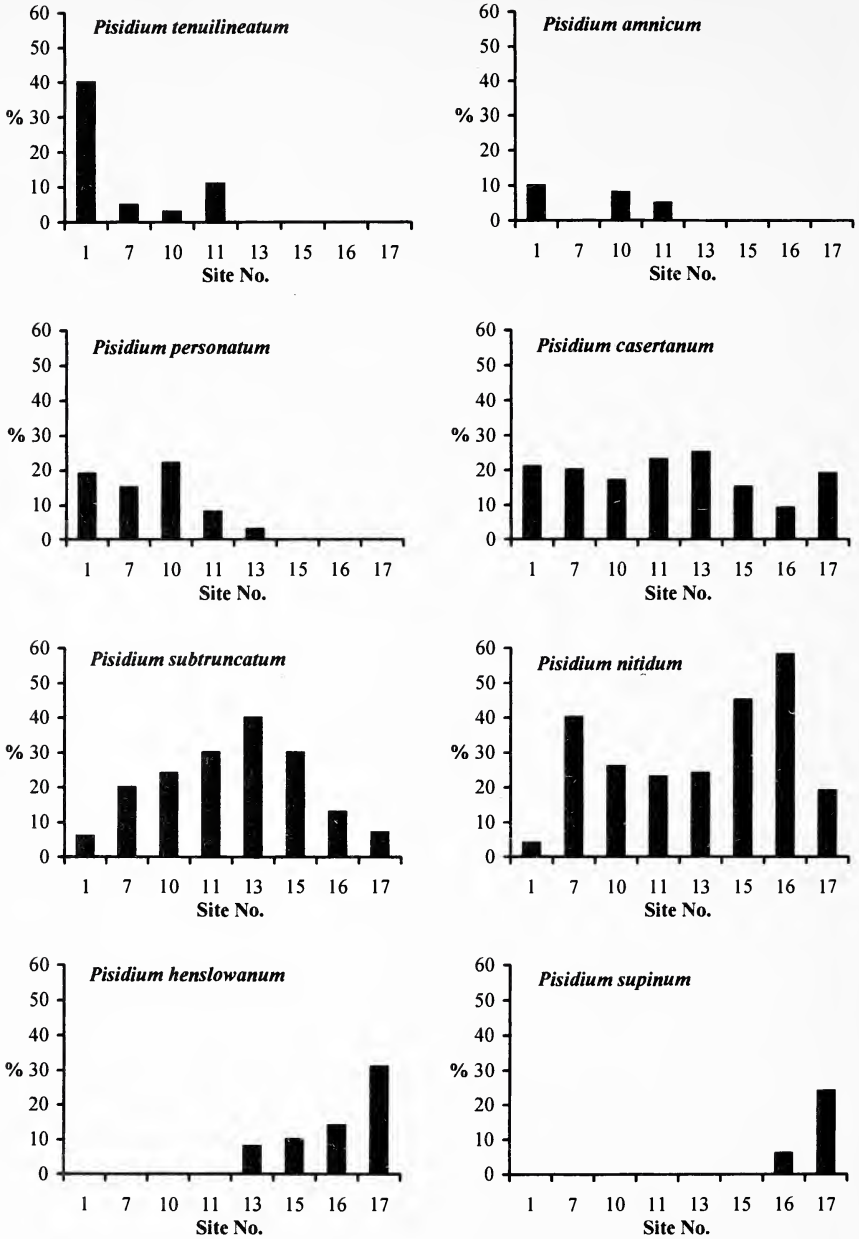 Pisidium tenuilineatum
60
50
40
% 30
20
10
0
1 7 10 11 13 15 16 17
Site No.
Pisidium amnicum
60
50
40
% 30
20
10
0
1 7 10 11 13 15 16 17
Site No.
Pisidium personatum
60
50
40
% 30
20
10
0
1 7 10 11 13 15 16 17
Site No.
Pisidium casertanum
60
50
40
% 30
20
10
0
1 7 10 11 13 15 16 17
Site No.
Pisidium subtruncatum
60
50
40
% 30
20
10
0
1 7 10 11 13 15 16 17
Site No.
Pisidium nitidum
60
50
40
% 30
20
10
0
1 7 10 11 13 15 16 17
Site No.
Pisidium henslowanum
60
50
40
% 30
20
10
0
1 7 10 11 13 15 16 17
Site No.
Pisidium supinum
60
50
40
% 30
20
10
0
1 7 10 11 13 15 16 17
Site No.